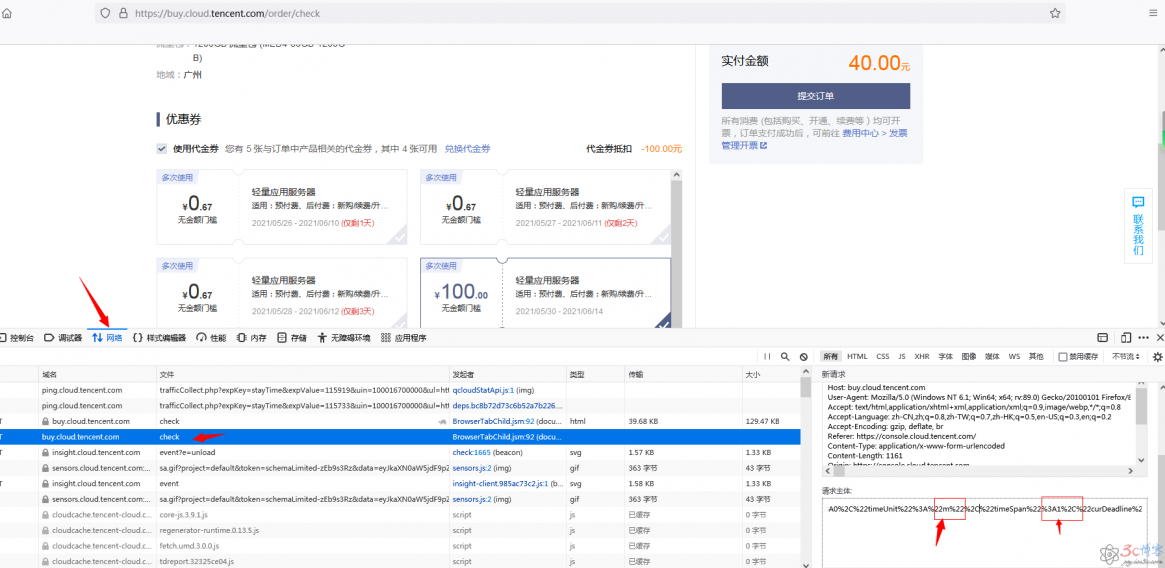 https://buy.cloud.tencent.com/order/check
B)
地域：广州
实付金额
40.00元
提交订单
所有消费 (包括购买、开通、续费等 ) 均可开
票，订单支付成功后，可前往 费用中心 > 发票
管理开票
优惠券
使用代金券 您有 5 张与订单中产品相关的代金券，其中 4 张可用 兑换代金券
代金券抵扣 -100.00元
多次使用
¥0.67
无金额门槛
轻量应用服务器
适用：预付费、后付费：新购/续费/升...
2021/05/26 - 2021/06/10 (仅剩1天)
多次使用
¥0.67
无金额门槛
轻量应用服务器
适用：预付费、后付费：新购/续费/升...
2021/05/27 - 2021/06/11 (仅剩2天)
多次使用
¥0.67
无金额门槛
轻量应用服务器
适用：预付费、后付费：新购/续费/升...
2021/05/28 - 2021/06/12 (仅剩3天)
多次使用
¥100.00
无金额门槛
轻量应用服务器
适用：预付费、后付费：新购/续费/升...
2021/05/30 - 2021/06/14
联系我们
控制台 调试器 网络 样式编辑器 性能 内存 存储 无障碍环境 应用程序
所有 HTML CSS JS XHR 字体 图像 媒体 WS 其他 禁用缓存 不节流
域名 文件 发起者 类型 传输 大小
ping.cloud.tencent.com trafficCollect.php?expKey=stayTime&expValue=115919&uin=100016700000&ul=ht qcloudStatApi.js:1 (img)
ping.cloud.tencent.com trafficCollect.php?expKey=stayTime&expValue=115733&uin=100016700000&ul=ht deps.bc8b72d73c6b52a7b226...
T buy.cloud.tencent.com check BrowserTabChild.jsm:92 (docu... html 39.68 KB 129.47 KB
T buy.cloud.tencent.com check BrowserTabChild.jsm:92 (docu...
T insight.cloud.tencent.com event?e=unload check:1665 (beacon) svg 1.57 KB 1.33 KB
sensors.cloud.tencent.com:... sa.gif?project=default&token=schemaLimited-zEb9s3Rz&data=eyJkaXN0aW5jdF9p sensors.js:2 (img) gif 363 字节 43 字节
T insight.cloud.tencent.com event insight-client.985ac73c2.js:1 (b... svg 1.58 KB 1.33 KB
sensors.cloud.tencent.com:... sa.gif?project=default&token=schemaLimited-zEb9s3Rz&data=eyJkaXN0aW5jdF9p sensors.js:2 (img) gif 363 字节 43 字节
cloudcache.tencent-cloud.c... core-js.3.9.1.js script js 已缓存 0 字节
cloudcache.tencent-cloud.c... regenerator-runtime.0.13.5.js script js 已缓存 0 字节
cloudcache.tencent-cloud.c... fetch.umd.3.0.0.js script js 已缓存 0 字节
cloudcache.tencent-cloud.c... tdreport.32325ce04.js script js 已缓存 0 字节
新请求
Host: buy.cloud.tencent.com
User-Agent: Mozilla/5.0 (Windows NT 6.1; Win64; x64; rv:89.0) Gecko/20100101 Firefox/8
Accept: text/html,application/xhtml+xml,application/xml;q=0.9,image/webp,*/*;q=0.8
Accept-Language: zh-CN,zh;q=0.8,zh-TW;q=0.7,zh-HK;q=0.5,en-US;q=0.3,en;q=0.2
Accept-Encoding: gzip, deflate, br
Referer: https://console.cloud.tencent.com/
Content-Type: application/x-www-form-urlencoded
Content-Length: 1161
Origin: https://console.cloud.tencent.com
请求主体:
A0%2C%22timeUnit%22%3A%22m%22%2C%22timeSpan%22%3A1%2C%22curDeadline%2
3c博客